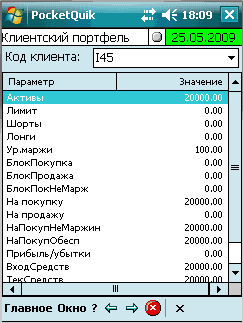 PocketQuik 18:09
Клиентский портфель 25.05.2009
Код клиента: I45
Параметр Значение
Активы 20000.00
Лимит 0.00
Шорты 0.00
Лонги 0.00
Ур.маржи 100.00
БлокПокупка 0.00
БлокПродажа 0.00
БлокПокНеМарж 0.00
На покупку 20000.00
На продажу 0.00
НаПокупНеМаржин 20000.00
НаПокупОбесп 20000.00
Прибыль/убытки 0.00
ВходСредств 20000.00
ТекСредств 20000.00
Главное Окно ?